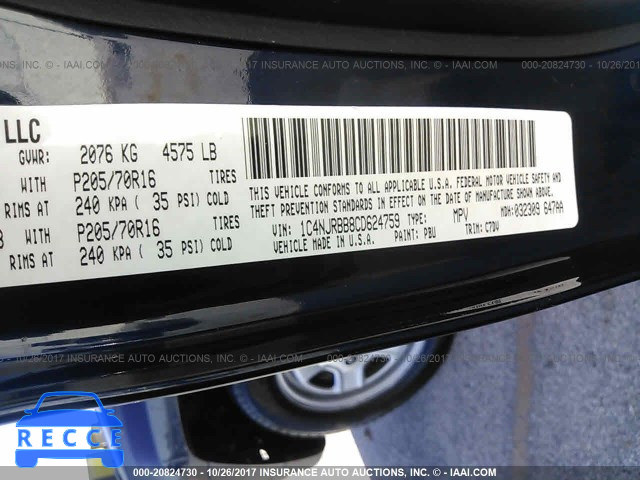 000-20824730 - 10/26/2017 INSURANCE AUTO AUCTIONS, INC. - IAAI.COM
LLC
GVWR: 2076 KG 4575 LB
WITH P205/70R16 TIRES
RIMS AT 240 KPA ( 35 PSI) COLD
WITH P205/70R16 TIRES
RIMS AT 240 KPA ( 35 PSI) COLD
THIS VEHICLE CONFORMS TO ALL APPLICABLE U.S.A. FEDERAL MOTOR VEHICLE SAFETY
THEFT PREVENTION STANDARDS IN EFFECT ON THE DATE OF MANUFACTURE
VIN: 1C4NJRBB8CD624759 TYPE: MPV MDH: 032309 647AA
MADE IN U.S.A. PAINT: PBU TRIM: C7DV
RECCE
000-20824730 - 10/26/2017 INSURANCE AUTO AUCTIONS, INC. - IAAI.COM